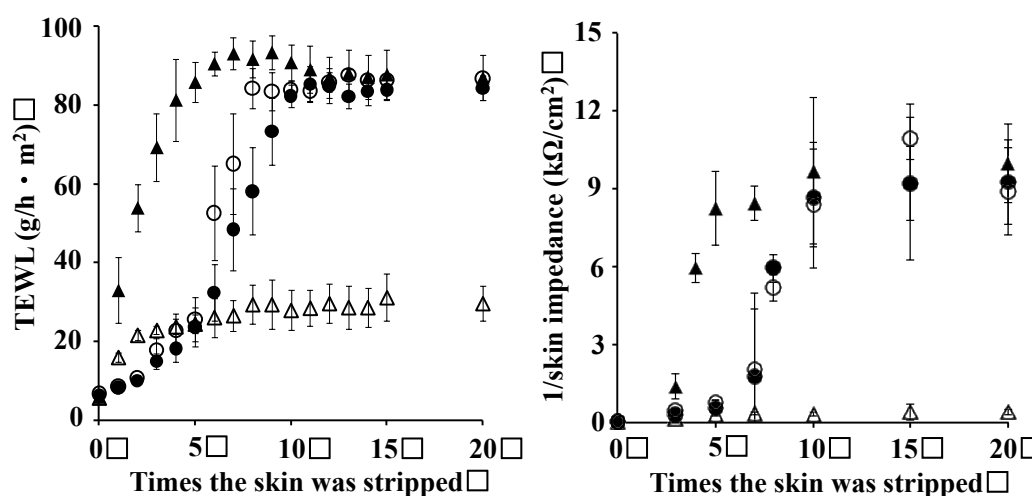 100
80
60
40
20
0
TEWL (g/h・m²)□
0□ 5□ 10□ 15□ 20□
Times the skin was stripped□
15
12
9
6
3
0
1/skin impedance (kΩ/cm²)□
0□ 5□ 10□ 15□ 20□
Times the skin was stripped□